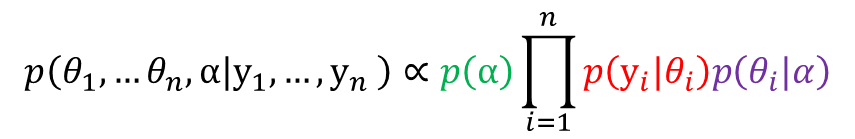 p(θ₁, … θₙ, α|y₁, …, yₙ ) ∝ p(α) ∏ᵢ₌₁ⁿ p(yᵢ|θᵢ)p(θᵢ|α)